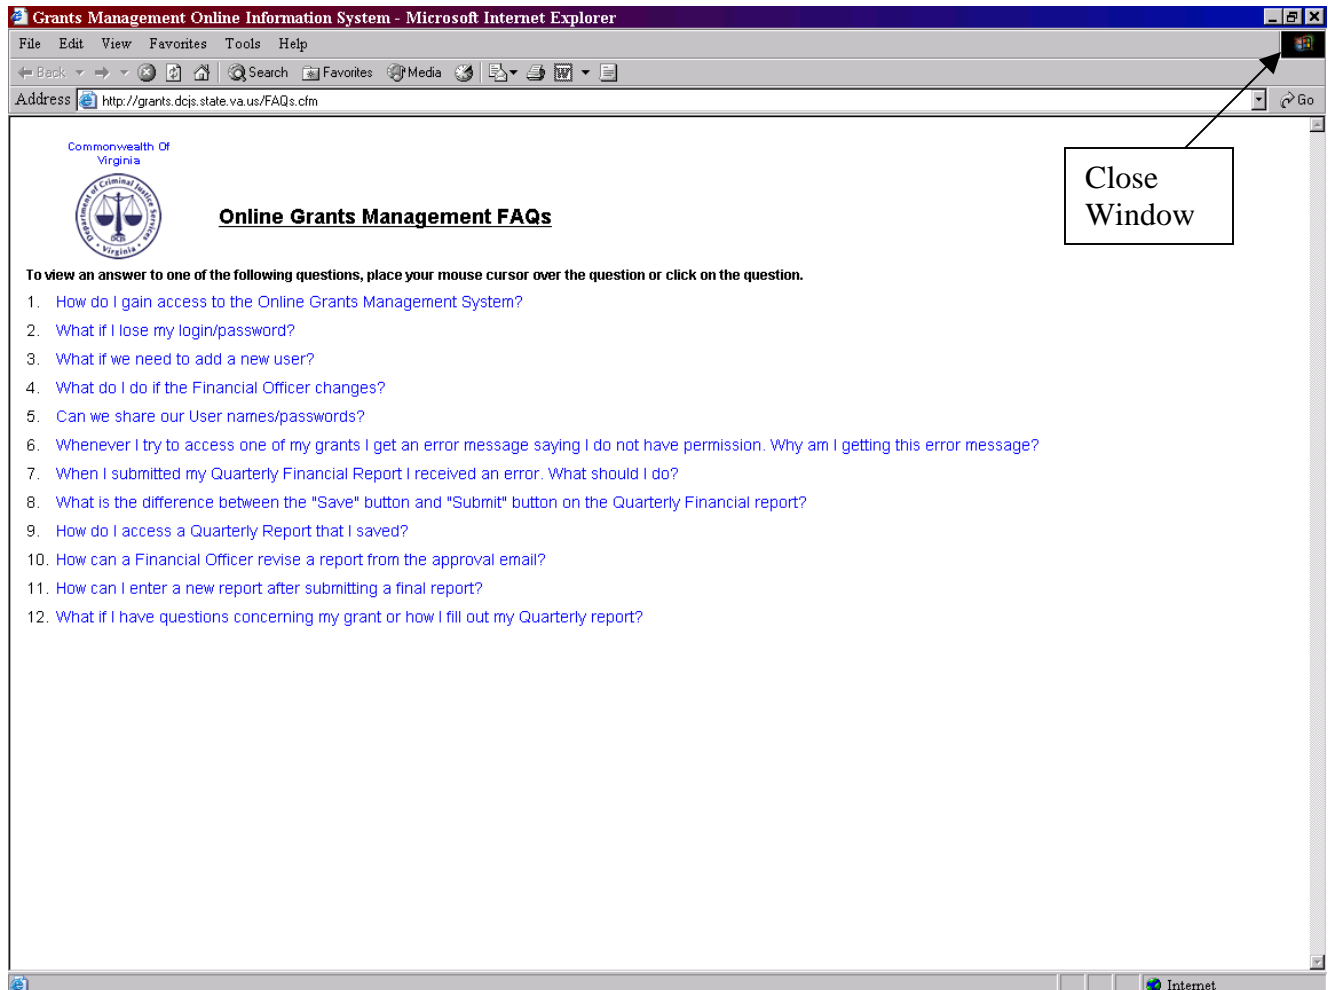 Grants Management Online Information System - Microsoft Internet Explorer
File Edit View Favorites Tools Help
Back Search Favorites Media
Address http://grants.dcjs.state.va.us/FAQs.cfm Go
Commonwealth Of
Virginia
Department of Criminal Justice Services
DCJS
Virginia
Online Grants Management FAQs
Close
Window
To view an answer to one of the following questions, place your mouse cursor over the question or click on the question.
1. How do I gain access to the Online Grants Management System?
2. What if I lose my login/password?
3. What if we need to add a new user?
4. What do I do if the Financial Officer changes?
5. Can we share our User names/passwords?
6. Whenever I try to access one of my grants I get an error message saying I do not have permission. Why am I getting this error message?
7. When I submitted my Quarterly Financial Report I received an error. What should I do?
8. What is the difference between the "Save" button and "Submit" button on the Quarterly Financial report?
9. How do I access a Quarterly Report that I saved?
10. How can a Financial Officer revise a report from the approval email?
11. How can I enter a new report after submitting a final report?
12. What if I have questions concerning my grant or how I fill out my Quarterly report?
Internet